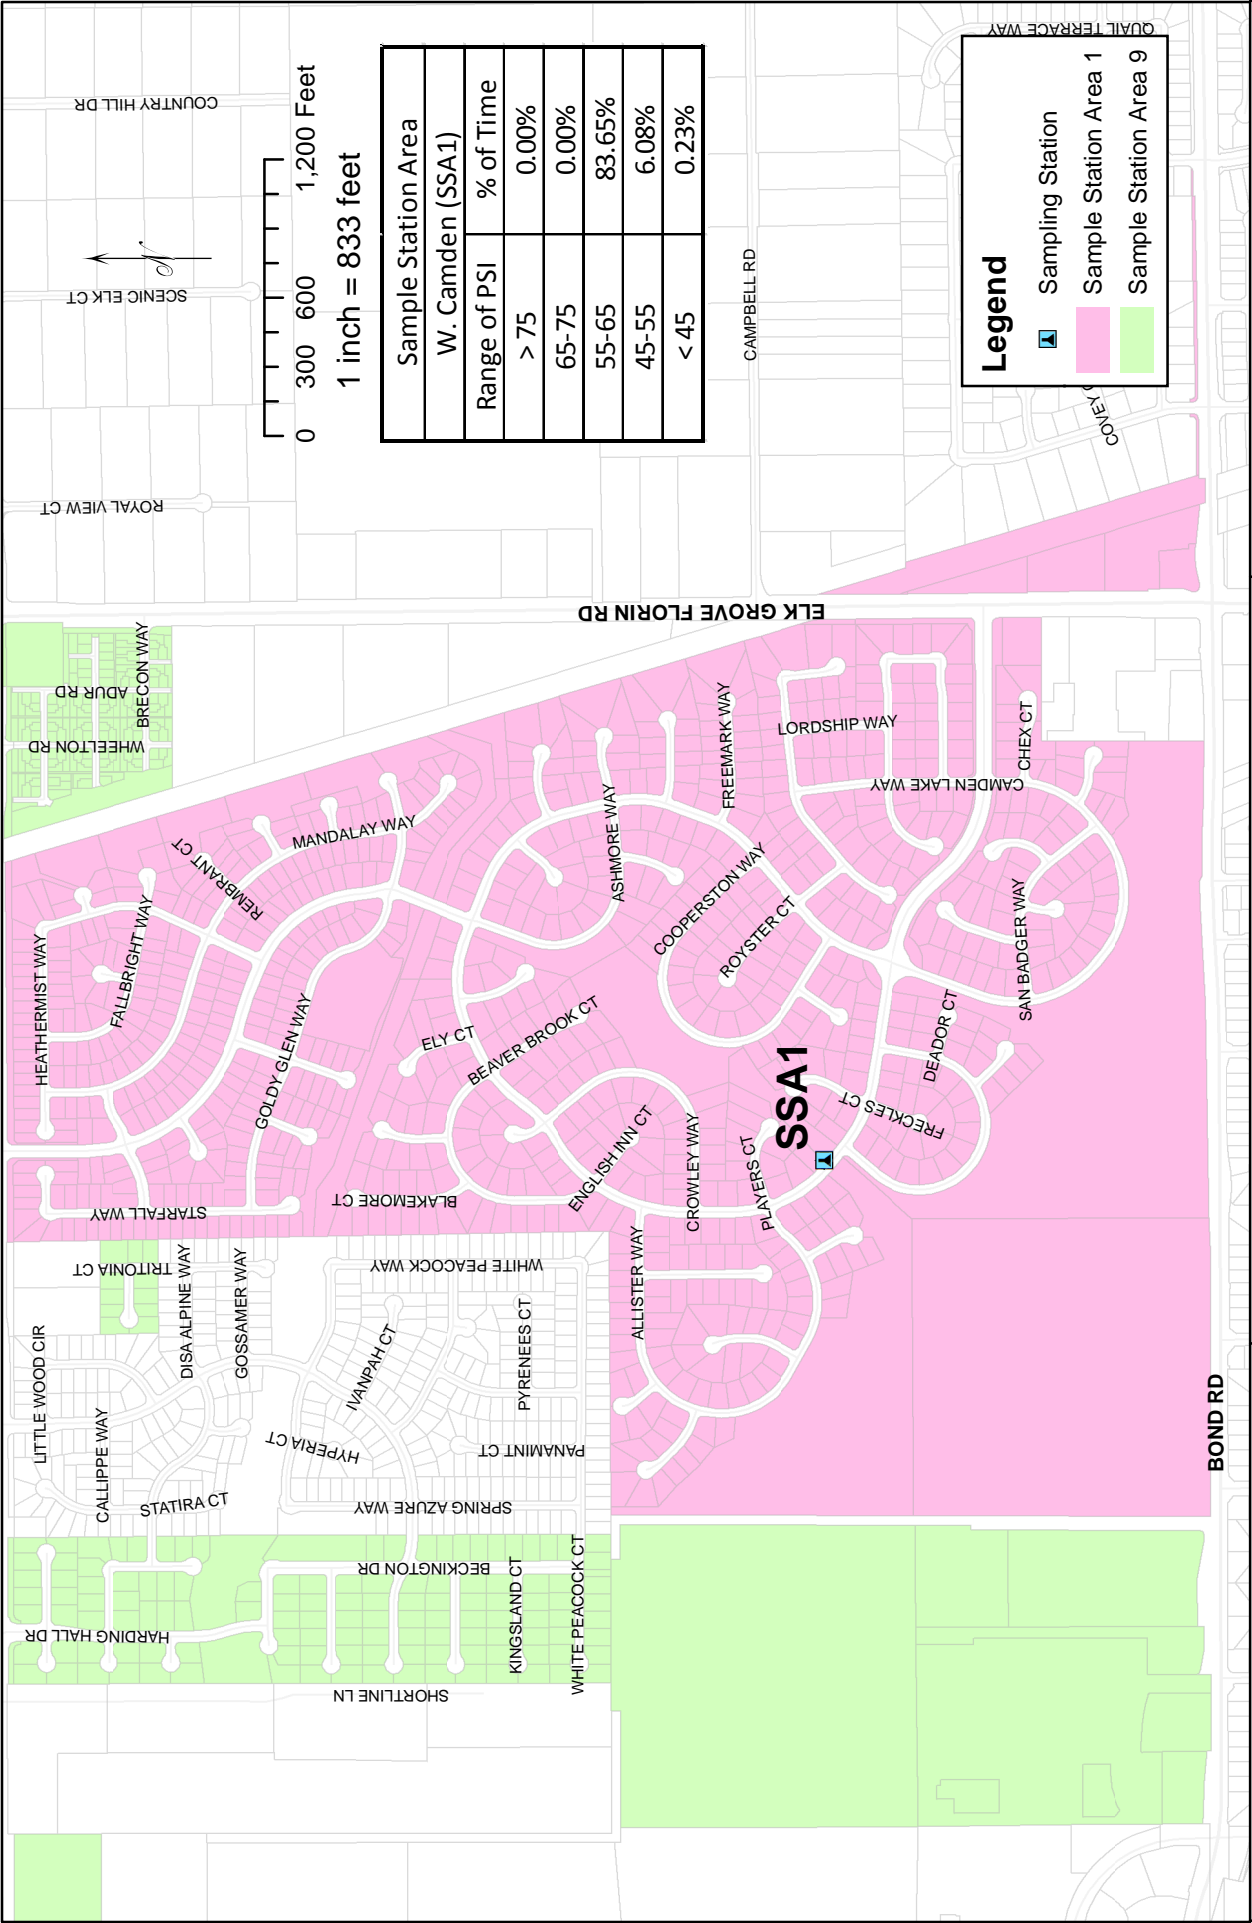 COUNTRY HILL DR
SCENIC ELK CT
ROYAL VIEW CT
0 300 600 1,200 Feet
1 inch = 833 feet
Sample Station Area
W. Camden (SSA1)
Range of PSI % of Time
> 75 0.00%
65-75 0.00%
55-65 83.65%
45-55 6.08%
< 45 0.23%
CAMPBELL RD
QUAIL TERRACE WAY
COVEY
Legend
Sampling Station
Sample Station Area 1
Sample Station Area 9
ELK GROVE FLORIN RD
BRECON WAY
ADUR RD
WHEELTON RD
MANDALAY WAY
REMBRANT CT
HEATHERMIST WAY
FALLBRIGHT WAY
GOLDY GLEN WAY
STARFALL WAY
ASHMORE WAY
FREEMARK WAY
LORDSHIP WAY
CAMDEN LAKE WAY
CHEX CT
COOPERSTON WAY
ROYSTER CT
SAN BADGER WAY
DEADOR CT
FRECKLES CT
ELY CT
BEAVER BROOK CT
ENGLISH INN CT
CROWLEY WAY
PLAYERS CT
SSA1
BLAKEMORE CT
ALLISTER WAY
TRITONIA CT
DISA ALPINE WAY
GOSSAMER WAY
WHITE PEACOCK WAY
LITTLE WOOD CIR
CALLIPPE WAY
STATIRA CT
HYPERIA CT
IVANPAH CT
PYRENEES CT
PANAMINT CT
SPRING AZURE WAY
BECKINGTON DR
HARDING HALL DR
KINGSLAND CT
WHITE PEACOCK CT
SHORTLINE LN
BOND RD